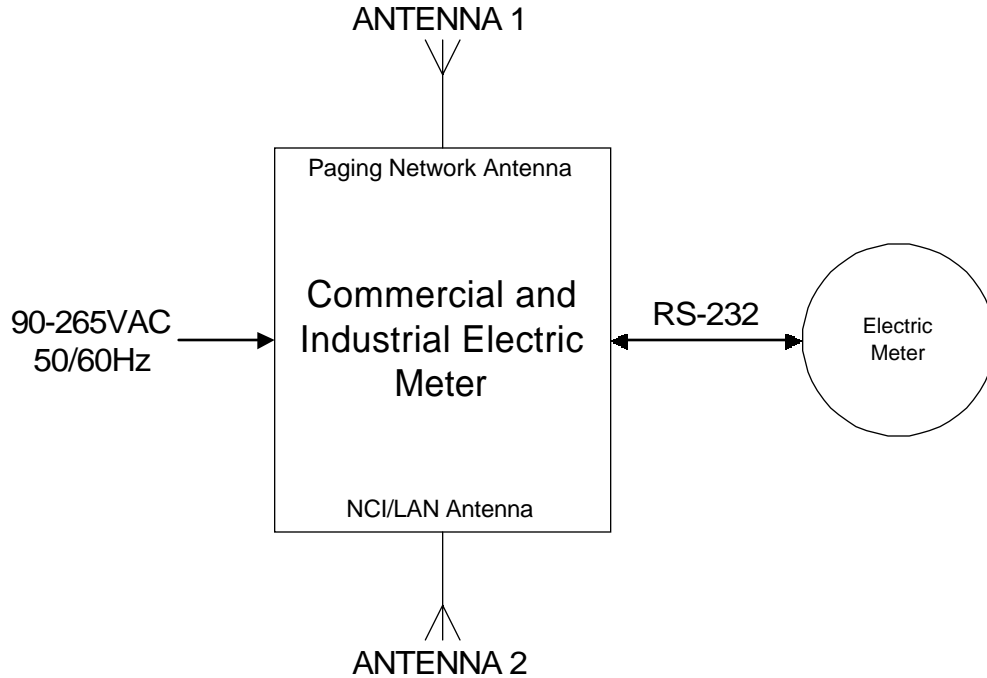 ANTENNA 1
Paging Network Antenna
Commercial and
Industrial Electric
Meter
90-265VAC
50/60Hz
RS-232
Electric
Meter
NCI/LAN Antenna
ANTENNA 2